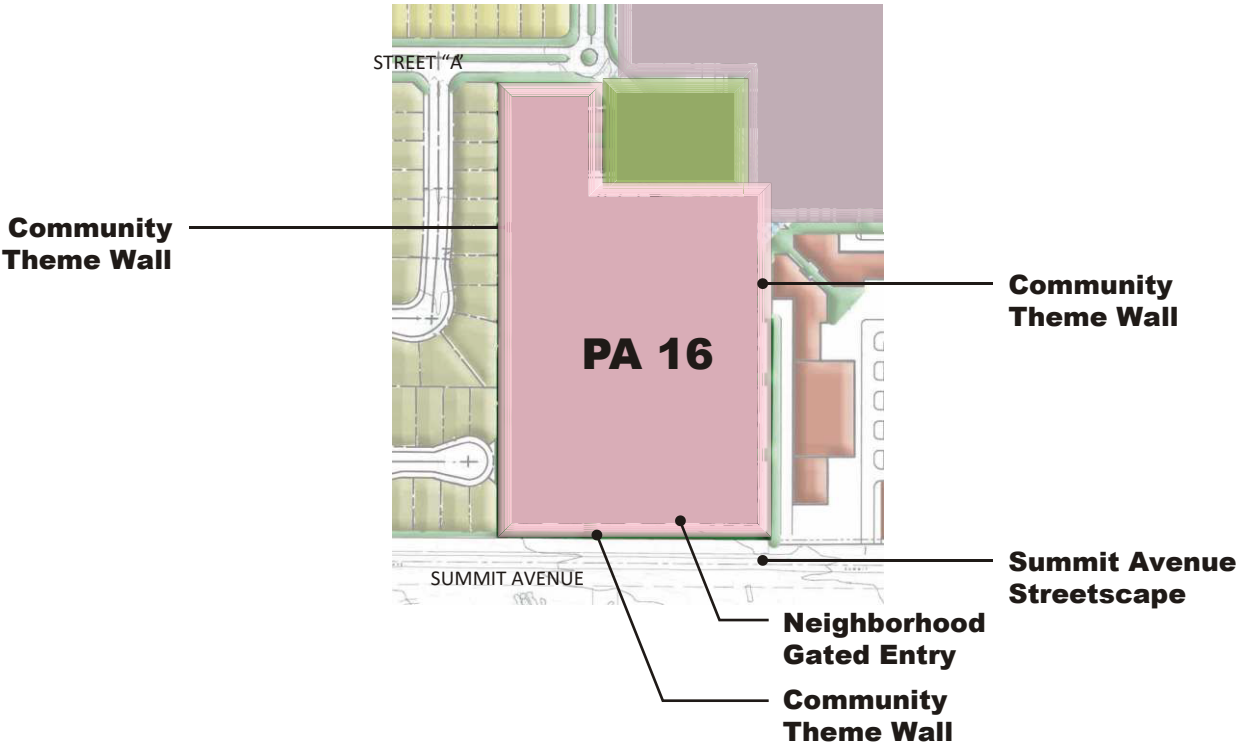 STREET "A"
Community
Theme Wall
Community
Theme Wall
PA 16
Summit Avenue
Streetscape
SUMMIT AVENUE
Neighborhood
Gated Entry
Community
Theme Wall